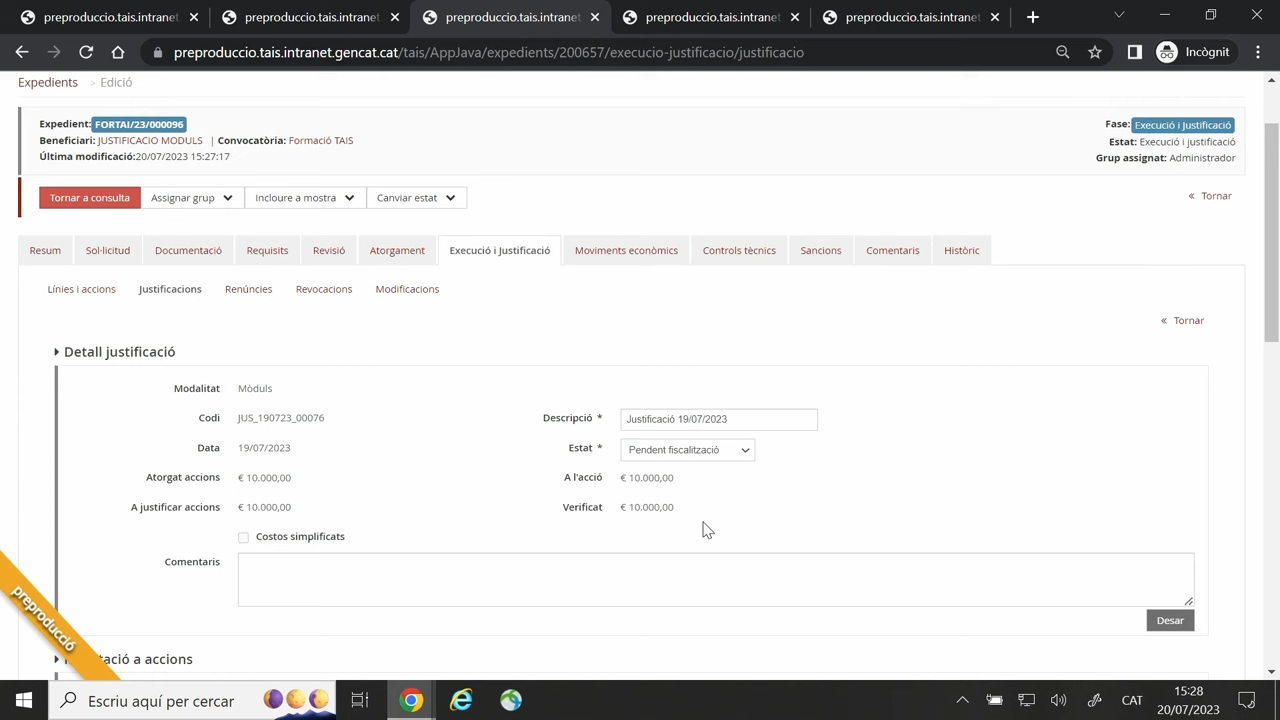 preproduccio.tais.intranet.gencat
preproduccio.tais.intranet.gencat
preproduccio.tais.intranet.gencat
preproduccio.tais.intranet.gencat
preproduccio.tais.intranet.gencat
preproduccio.tais.intranet.gencat.cat/tais/AppJava/expedients/200657/execucio-justificacio/justificacio
Incògnit
Expedients > Edició
Expedient: FORTAI/23/000096
Fase: Execució i Justificació
Beneficiari: JUSTIFICACIO MODULS | Convocatòria: Formació TAIS
Estat: Execució i justificació
Última modificació:20/07/2023 15:27:17
Grup assignat: Administrador
Tornar a consulta Assignar grup Incloure a mostra Canviar estat « Tornar
Resum Sol·licitud Documentació Requisits Revisió Atorgament Execució i Justificació Moviments econòmics Controls tècnics Sancions Comentaris Històric
Línies i accions Justificacions Renúncies Revocacions Modificacions
« Tornar
Detall justificació
Modalitat Mòduls
Codi JUS_190723_00076 Descripció * Justificació 19/07/2023
Data 19/07/2023 Estat * Pendent fiscalització
Atorgat accions € 10.000,00 A l'acció € 10.000,00
A justificar accions € 10.000,00 Verificat € 10.000,00
Costos simplificats
Comentaris
Desar
preproducció
tació a accions
Escriu aquí per cercar
CAT
15:28
20/07/2023